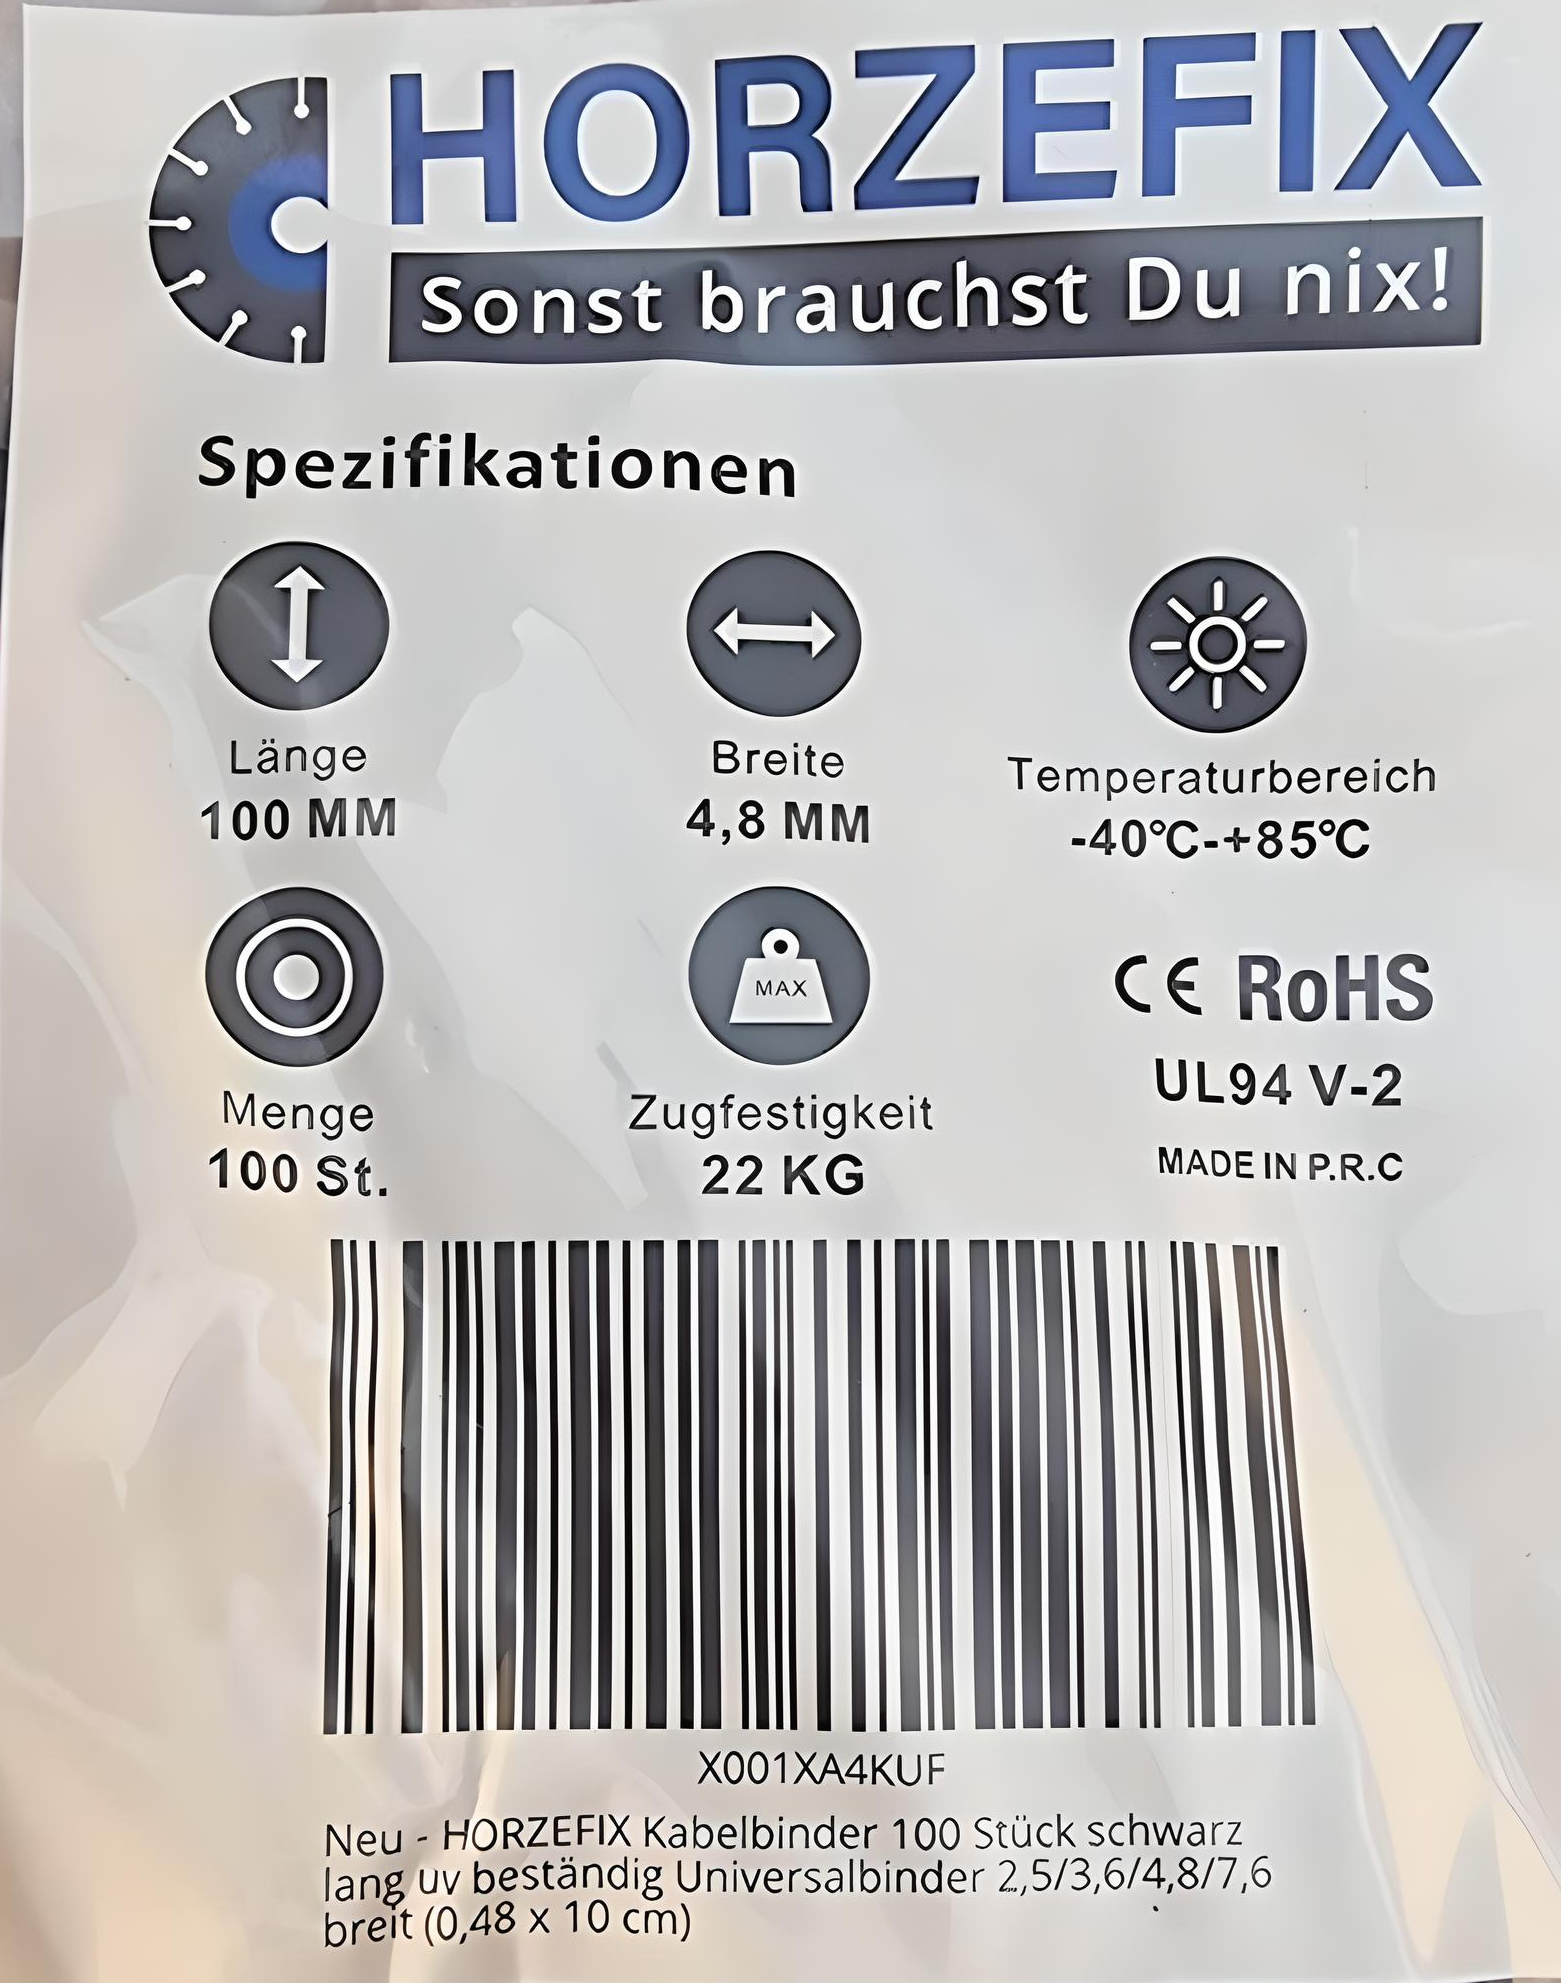 HORZEFIX
Sonst brauchst Du nix!
Spezifikationen
Länge
100 MM
Breite
4,8 MM
Temperaturbereich
-40°C-+85°C
Menge
100 St.
MAX
Zugfestigkeit
22 KG
CE RoHS
UL94 V-2
MADE IN P.R.C
X001XA4KUF
Neu - HORZEFIX Kabelbinder 100 Stück schwarz
lang uv beständig Universalbinder 2,5/3,6/4,8/7,6
breit (0,48 x 10 cm)